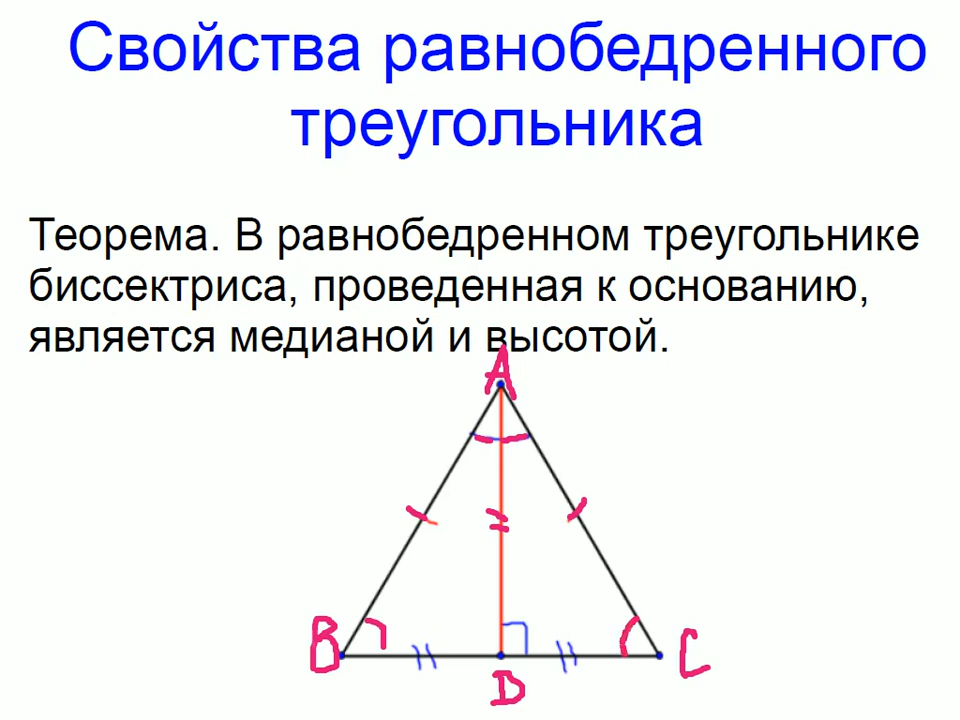 Свойства равнобедренного
треугольника
Теорема. В равнобедренном треугольнике
биссектриса, проведенная к основанию,
является медианой и высотой.
A
B
C
D